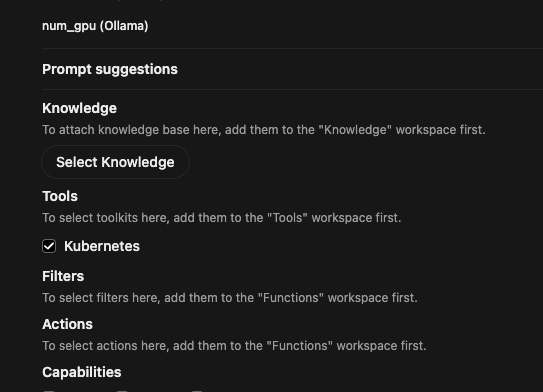 num_gpu (Ollama)
Prompt suggestions
Knowledge
To attach knowledge base here, add them to the "Knowledge" workspace first.
Select Knowledge
Tools
To select toolkits here, add them to the "Tools" workspace first.
Kubernetes
Filters
To select filters here, add them to the "Functions" workspace first.
Actions
To select actions here, add them to the "Functions" workspace first.
Capabilities